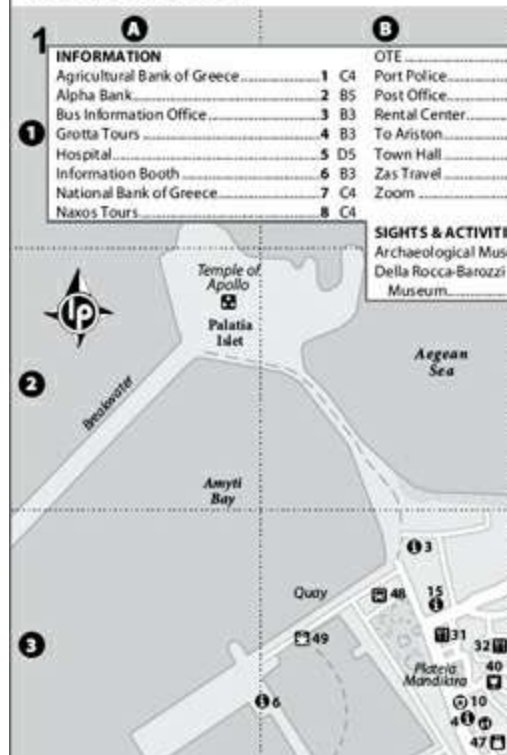 A B
1
INFORMATION
Agricultural Bank of Greece 1 C4
Alpha Bank 2 B5
Bus Information Office 3 B3
Grotta Tours 4 B3
Hospital 5 D5
Information Booth 6 B3
National Bank of Greece 7 C4
Naxos Tours 8 C4
OTE
Port Police
Post Office
Rental Center
To Ariston
Town Hall
Zas Travel
Zoom
1
SIGHTS & ACTIVITI
Archaeological Mus
Della Rocca-Barozzi
Museum
lp
Temple of
Apollo
Palatia
Islet
Aegean
Sea
2
Breakwater
Amyti
Bay
3
Quay
48
15
49
31
32
3
Plateia
Mandikira
40
6
10
4
47